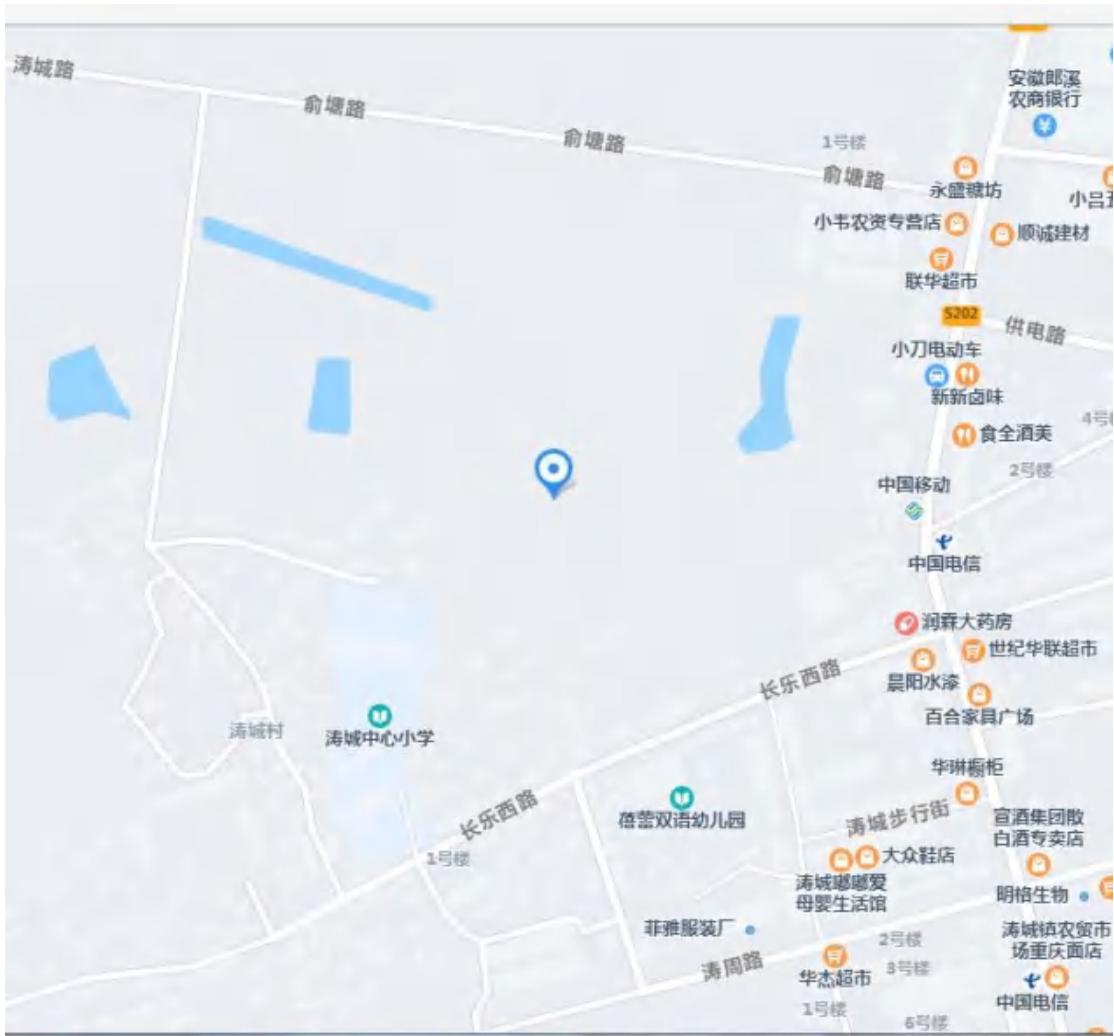 涛城路
安徽郎溪
农商银行
俞塘路
俞塘路
1号楼
俞塘路
永盛糖坊
小吕五
小韦农资专营店
顺诚建材
联华超市
S202
供电路
小刀电动车
新新卤味
4号楼
食全酒美
2号楼
中国移动
中国电信
润霖大药房
世纪华联超市
长乐西路
晨阳水漆
百合家具广场
涛城村
涛城中心小学
华琳橱柜
长乐西路
蓓蕾双语幼儿园
涛城步行街
宣酒集团散
白酒专卖店
1号楼
大众鞋店
涛城嘟嘟爱
母婴生活馆
明格生物
菲雅服装厂
2号楼
涛城镇农贸市
场重庆面店
涛周路
华杰超市
3号楼
中国电信
1号楼
6号楼